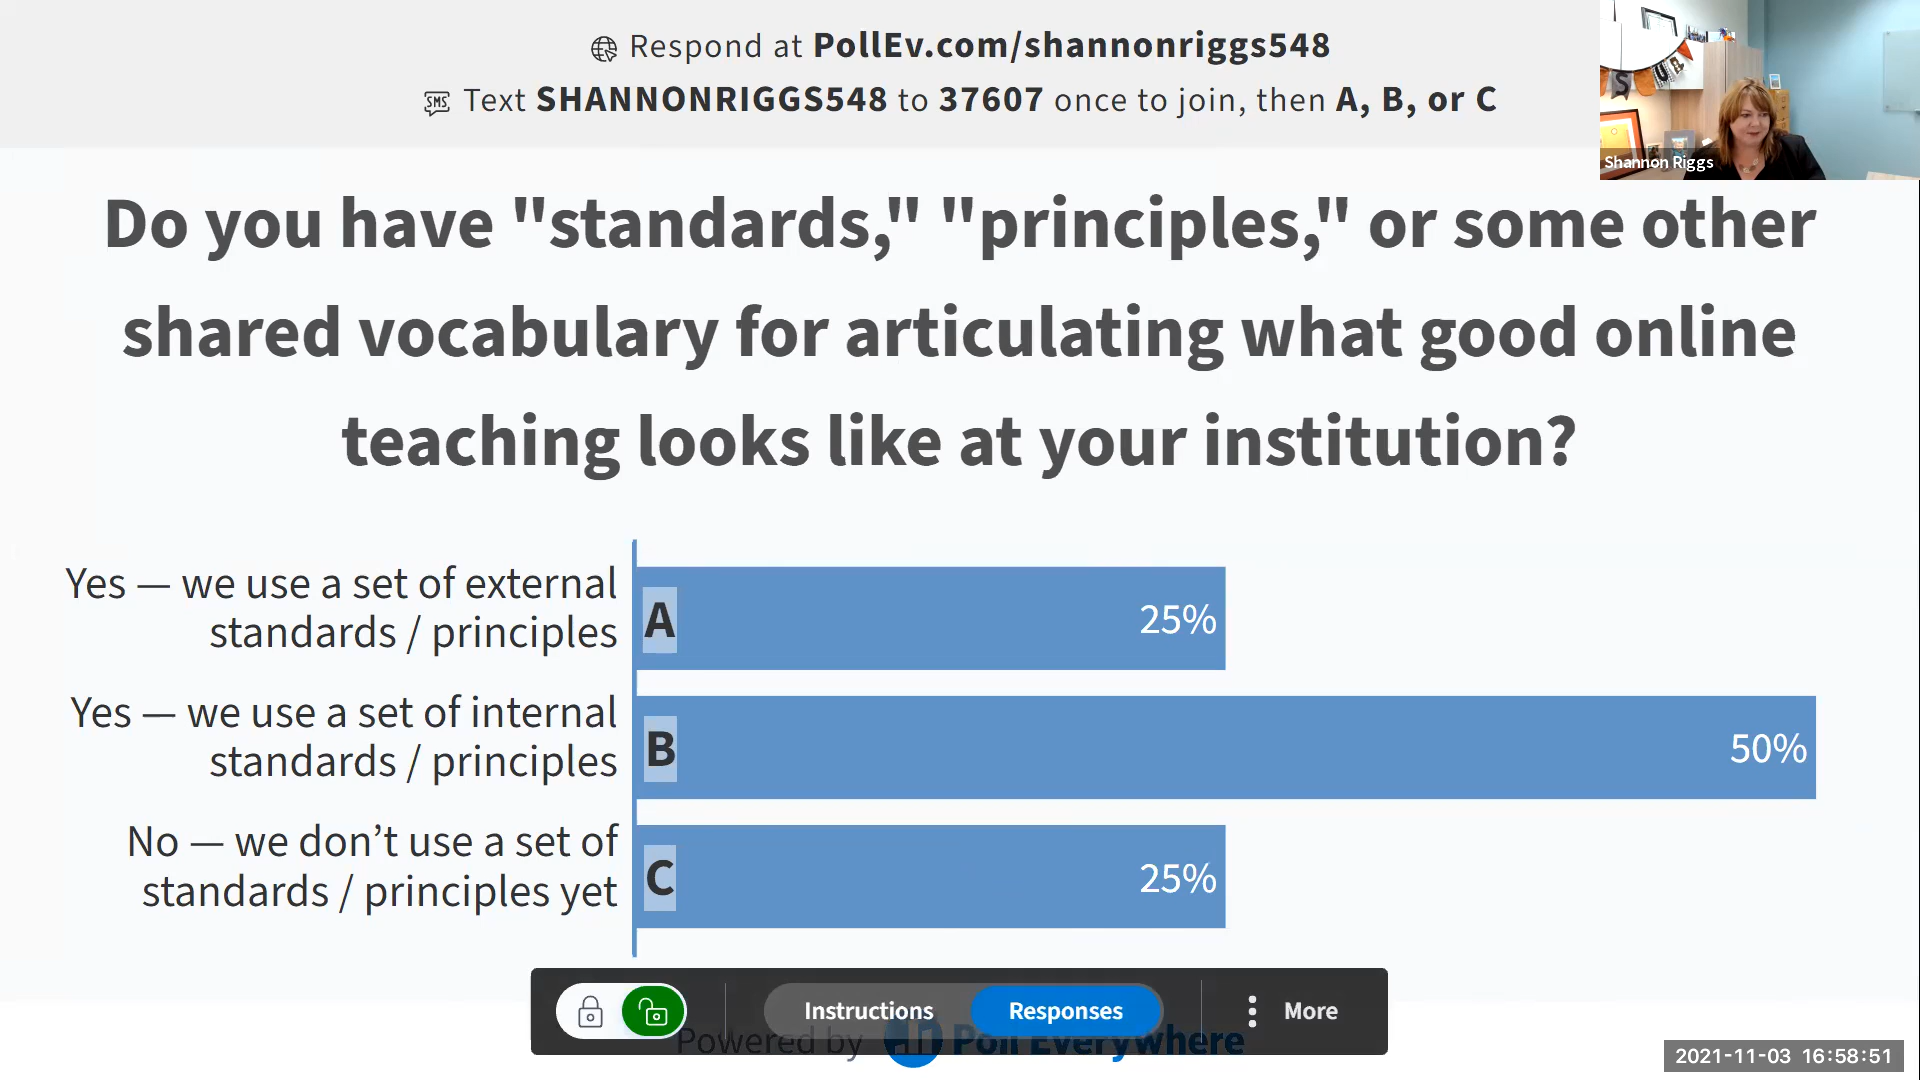 Respond at PollEv.com/shannonriggs548
SMS Text SHANNONRIGGS548 to 37607 once to join, then A, B, or C
Shannon Riggs
Do you have "standards," "principles," or some other
shared vocabulary for articulating what good online
teaching looks like at your institution?
Yes — we use a set of external
standards / principles
A
25%
Yes — we use a set of internal
standards / principles
B
50%
No — we don’t use a set of
standards / principles yet
C
25%
Instructions
Responses
More
Powered by Poll Everywhere
2021-11-03 16:58:51